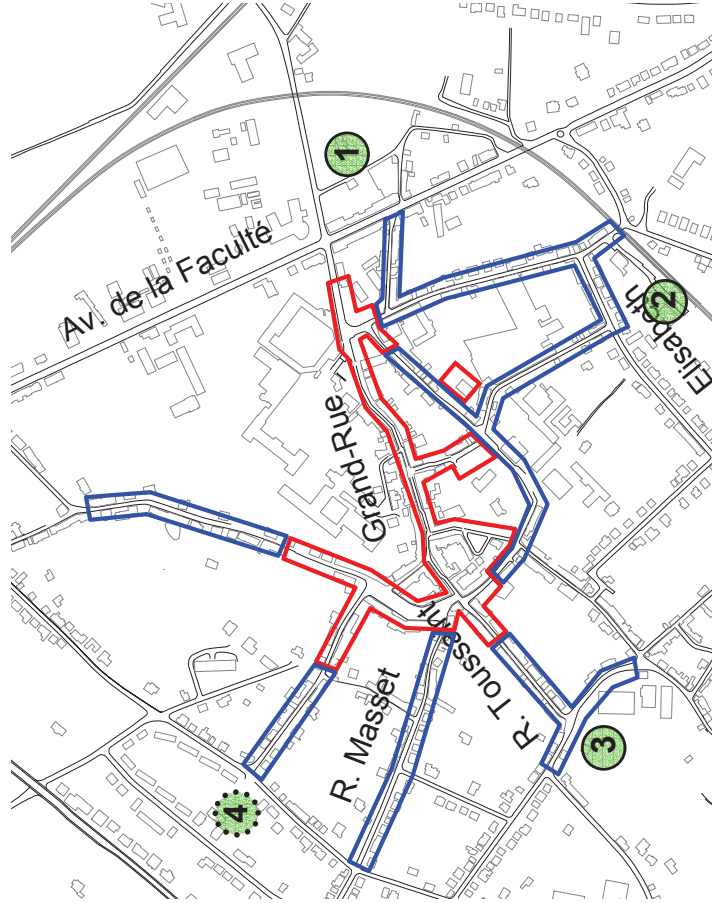 1
Av. de la Faculté
2
Elisabeth
Grand-Rue
R. Toussaint
R. Masset
3
4